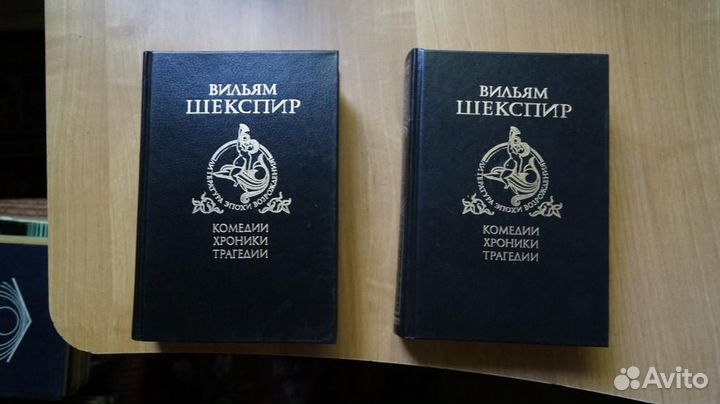 ВИЛЬЯМ
ШЕКСПИР
ЛИТЕРАТУРА ЭПОХИ ВОЗРОЖДЕНИЯ
КОМЕДИИ
ХРОНИКИ
ТРАГЕДИИ
ВИЛЬЯМ
ШЕКСПИР
ЛИТЕРАТУРА ЭПОХИ ВОЗРОЖДЕНИЯ
КОМЕДИИ
ХРОНИКИ
ТРАГЕДИИ
Avito